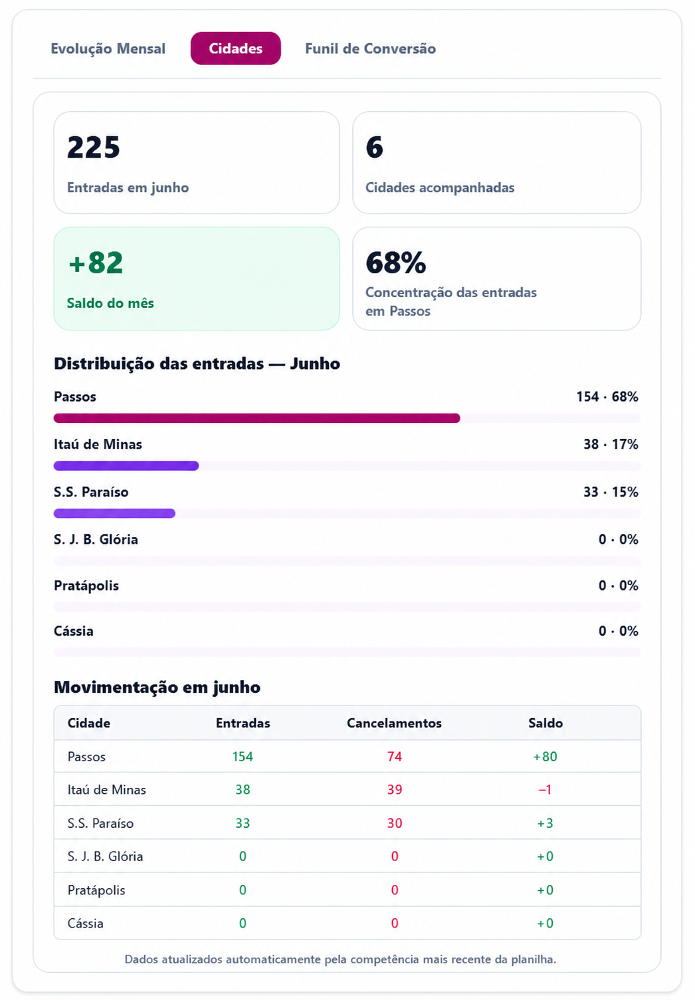 Evolução Mensal Cidades Funil de Conversão
225
Entradas em junho
6
Cidades acompanhadas
+82
Saldo do mês
68%
Concentração das entradas
em Passos
Distribuição das entradas — Junho
Passos 154 · 68%
Itaú de Minas 38 · 17%
S.S. Paraíso 33 · 15%
S. J. B. Glória 0 · 0%
Pratápolis 0 · 0%
Cássia 0 · 0%
Movimentação em junho
Cidade Entradas Cancelamentos Saldo
Passos 154 74 +80
Itaú de Minas 38 39 −1
S.S. Paraíso 33 30 +3
S. J. B. Glória 0 0 +0
Pratápolis 0 0 +0
Cássia 0 0 +0
Dados atualizados automaticamente pela competência mais recente da planilha.